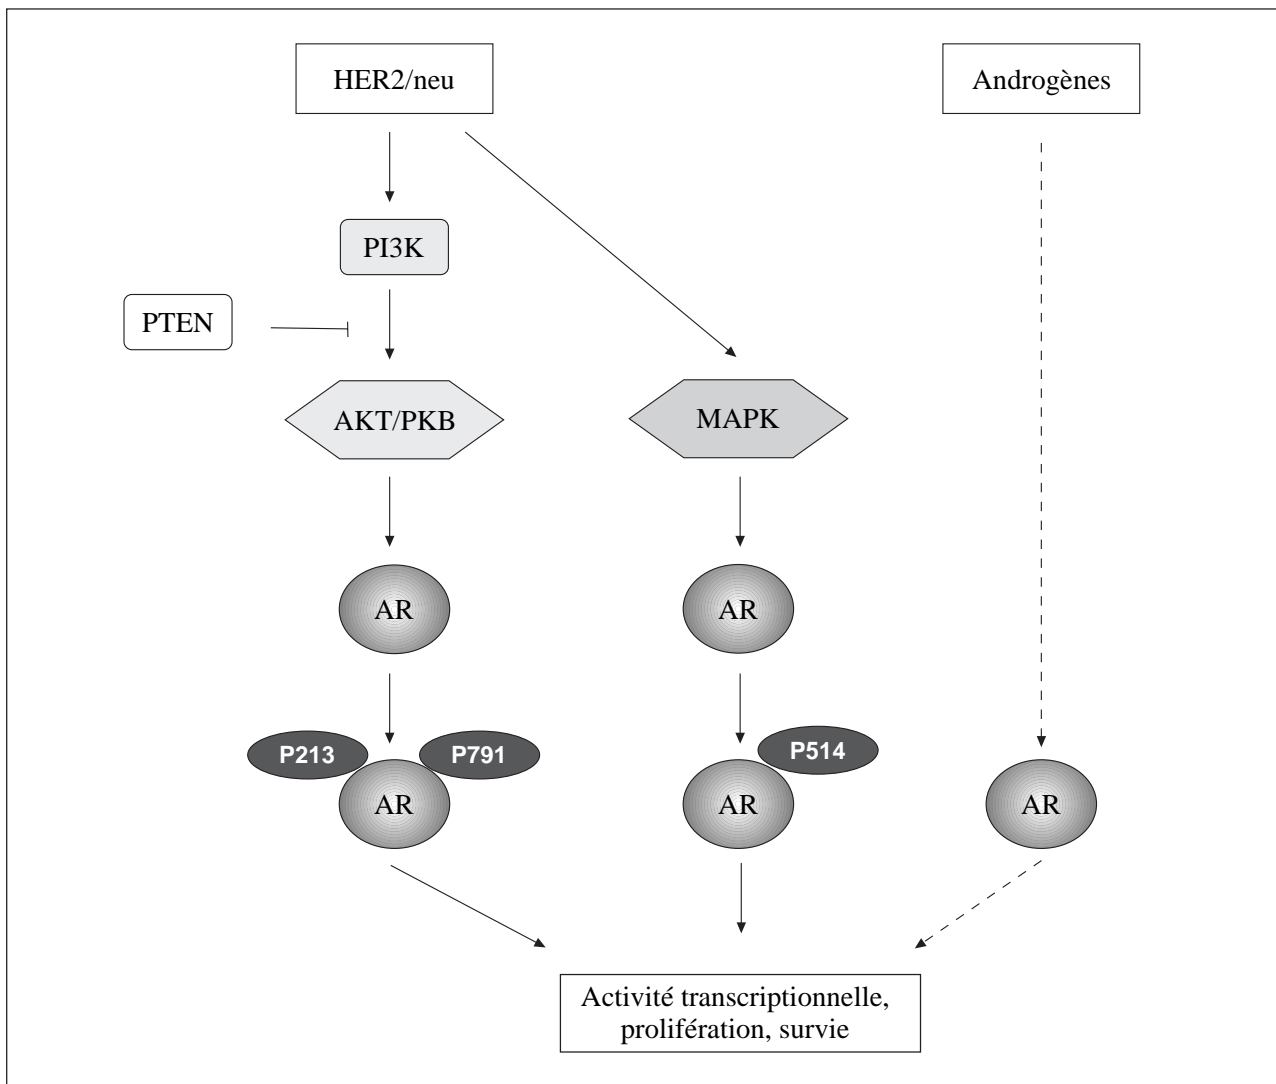 HER2/neu
Androgènes
PI3K
PTEN
AKT/PKB
MAPK
AR
AR
P213
P791
P514
AR
AR
AR
Activité transcriptionnelle,
prolifération, survie